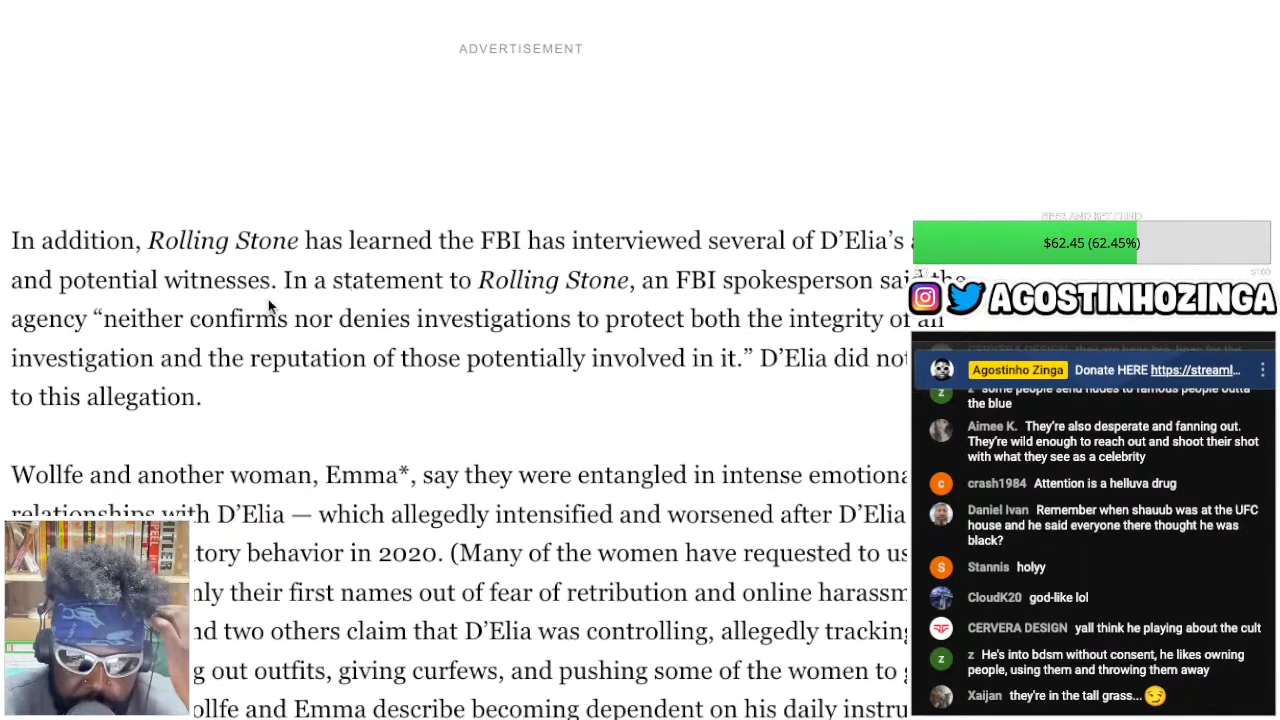 ADVERTISEMENT
In addition, Rolling Stone has learned the FBI has interviewed several of D’Elia’s
and potential witnesses. In a statement to Rolling Stone, an FBI spokesperson said the
agency “neither confirms nor denies investigations to protect both the integrity of an
investigation and the reputation of those potentially involved in it.” D’Elia did not
to this allegation.
Wollfe and another woman, Emma*, say they were entangled in intense
relationships with D’Elia — which allegedly intensified and worsened after D’Elia
behavior in 2020. (Many of the women have requested to
their first names out of fear of retribution and online
two others claim that D’Elia was controlling, allegedly
out outfits, giving curfews, and pushing some of the women to
and Emma describe becoming dependent on his daily
$62.45 (62.45%)
$100
AGOSTINHOZINGA
Agostinho Zinga Donate HERE https://streaml...
z some people send nudes to famous people outta
the blue
Aimee K. They're also desperate and fanning out.
They're wild enough to reach out and shoot their shot
with what they see as a celebrity
crash1984 Attention is a helluva drug
Daniel Ivan Remember when shauub was at the UFC
house and he said everyone there thought he was
black?
Stannis holyy
CloudK20 god-like lol
CERVERA DESIGN yall think he playing about the cult
z He's into bdsm without consent, he likes owning
people, using them and throwing them away
Xaijan they're in the tall grass...